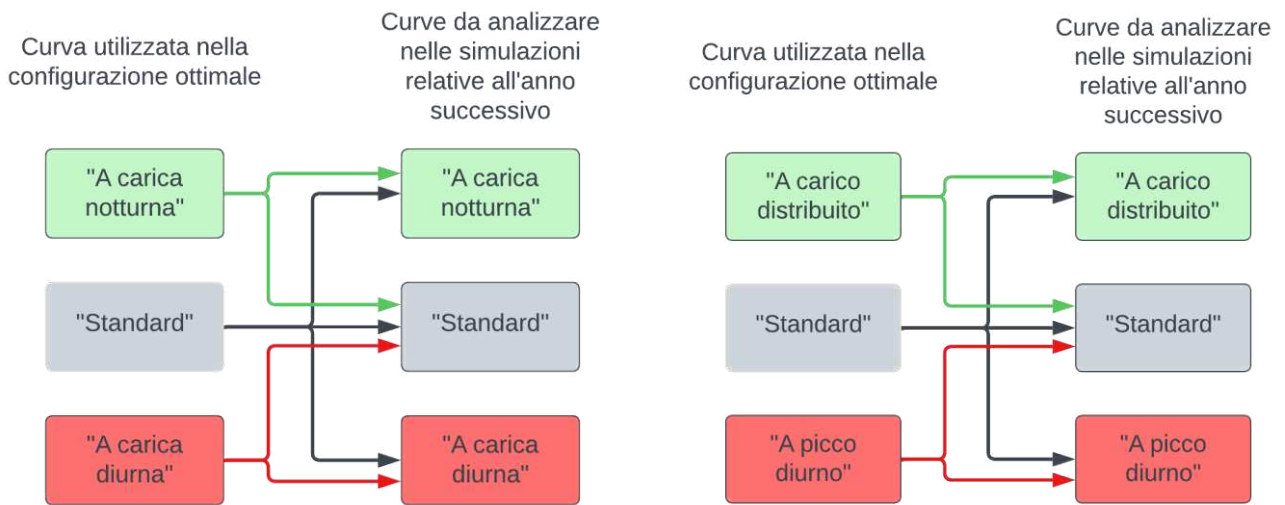 Curva utilizzata nella
configurazione ottimale
Curve da analizzare
nelle simulazioni
relative all'anno
successivo
"A carica
notturna"
"A carica
notturna"
"Standard"
"Standard"
"A carica
diurna"
"A carica
diurna"
Curva utilizzata nella
configurazione ottimale
Curve da analizzare
nelle simulazioni
relative all'anno
successivo
"A carico
distribuito"
"A carico
distribuito"
"Standard"
"Standard"
"A picco
diurno"
"A picco
diurno"